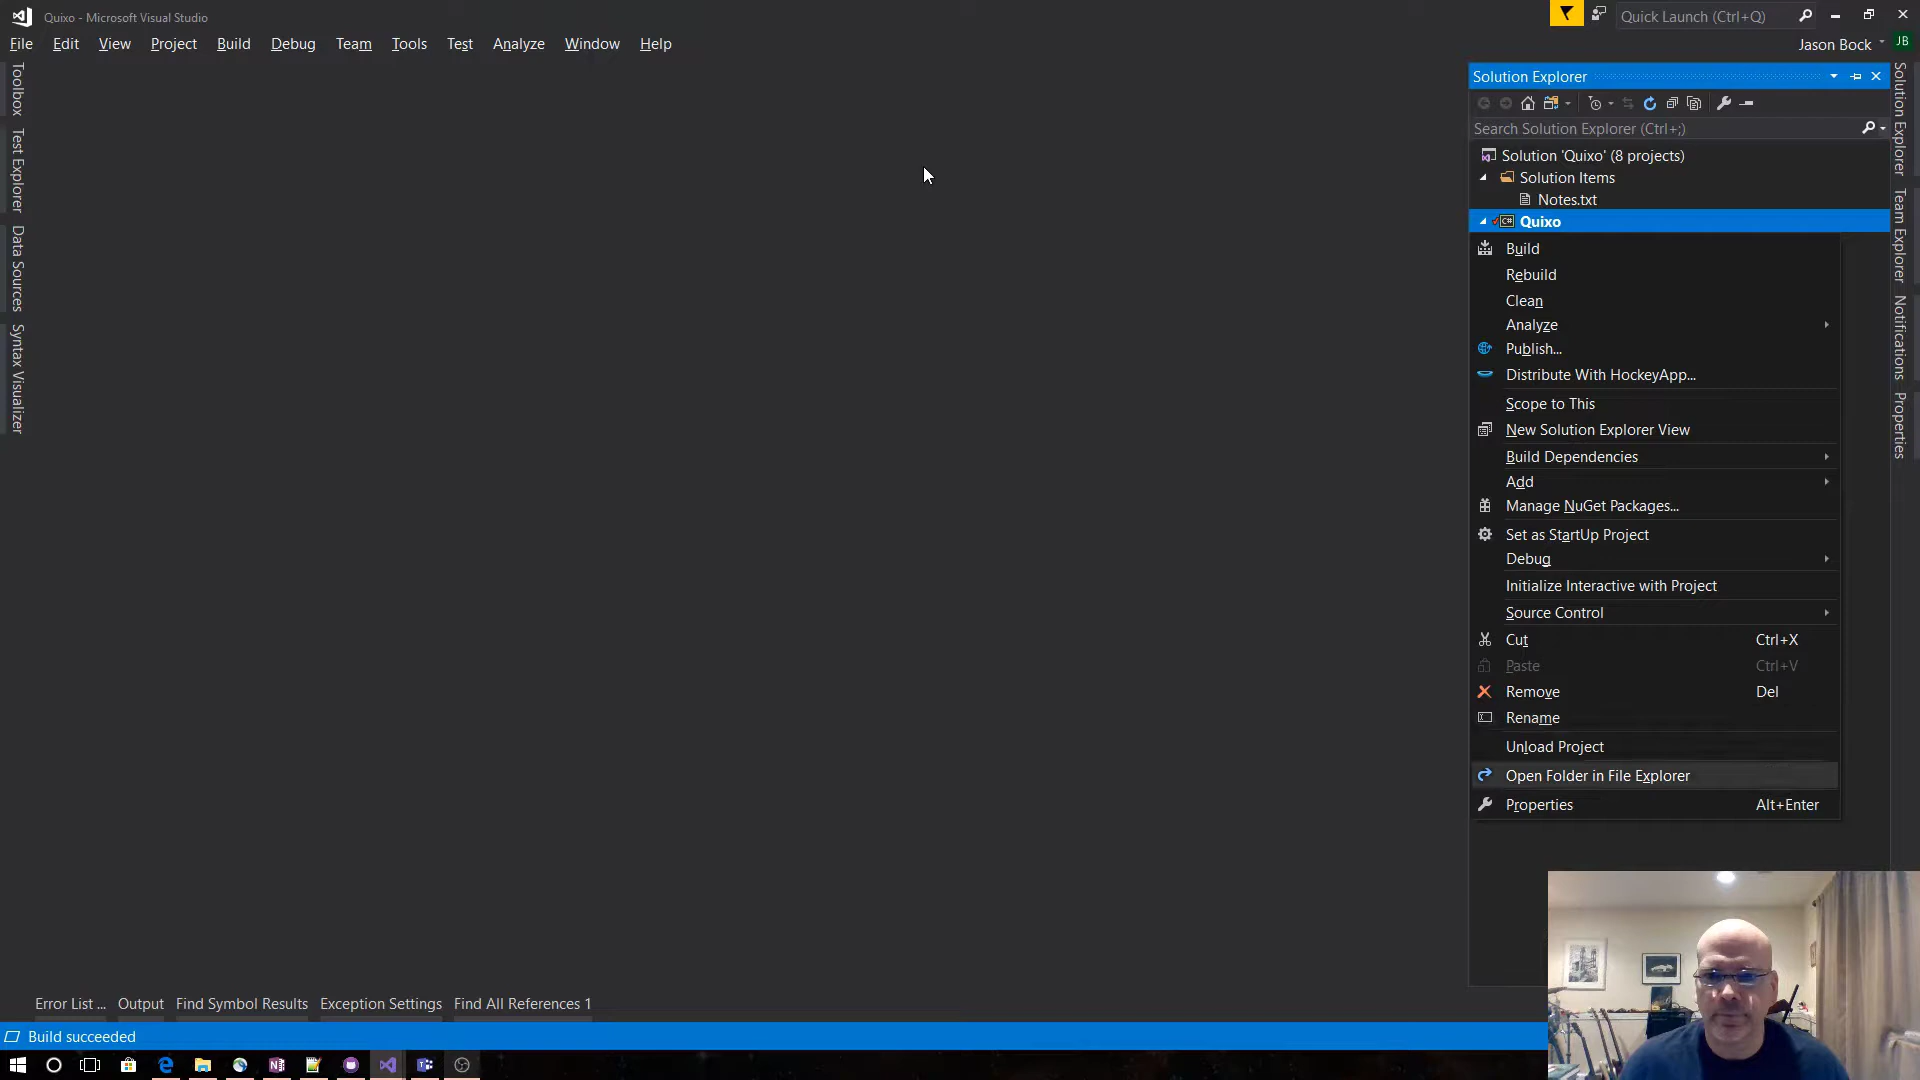 Quixo - Microsoft Visual Studio
Quick Launch (Ctrl+Q)
File Edit View Project Build Debug Team Tools Test Analyze Window Help
Jason Bock JB
Toolbox
Test Explorer
Data Sources
Syntax Visualizer
Solution Explorer
Search Solution Explorer (Ctrl+;)
Solution 'Quixo' (8 projects)
Solution Items
Notes.txt
C# Quixo
Build
Rebuild
Clean
Analyze
Publish...
Distribute With HockeyApp...
Scope to This
New Solution Explorer View
Build Dependencies
Add
Manage NuGet Packages...
Set as StartUp Project
Debug
Initialize Interactive with Project
Source Control
Cut Ctrl+X
Paste Ctrl+V
Remove Del
Rename
Unload Project
Open Folder in File Explorer
Properties Alt+Enter
Solution Explorer
Team Explorer
Notifications
Properties
Error List ... Output Find Symbol Results Exception Settings Find All References 1
Build succeeded